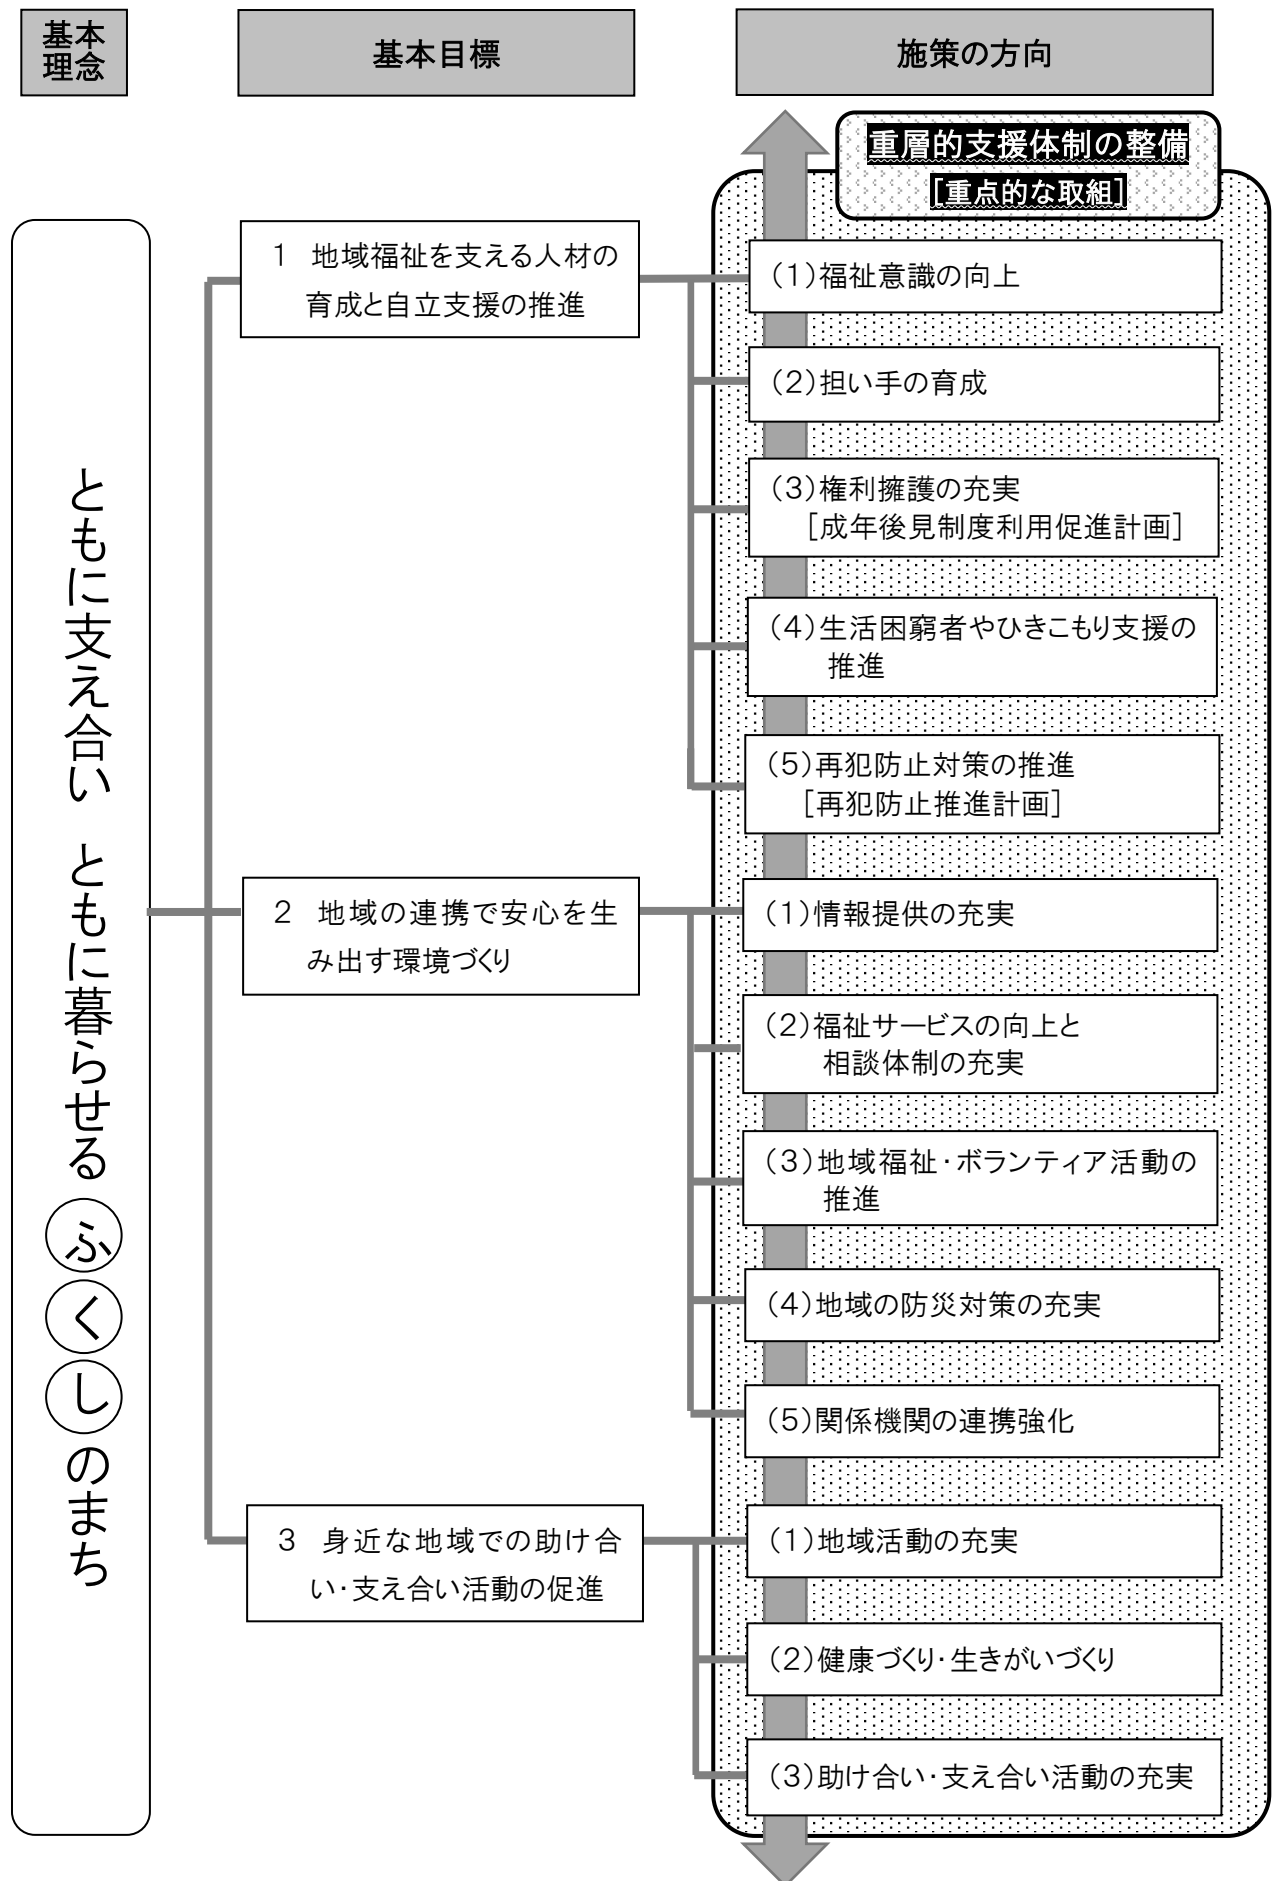 基本
理念
基本目標
施策の方向
重層的支援体制の整備
[重点的な取組]
ともに支え合い ともに暮らせる ふくしのまち
1 地域福祉を支える人材の
育成と自立支援の推進
(1)福祉意識の向上
(2)担い手の育成
(3)権利擁護の充実
[成年後見制度利用促進計画]
(4)生活困窮者やひきこもり支援の
推進
(5)再犯防止対策の推進
[再犯防止推進計画]
2 地域の連携で安心を生
み出す環境づくり
(1)情報提供の充実
(2)福祉サービスの向上と
相談体制の充実
(3)地域福祉・ボランティア活動の
推進
(4)地域の防災対策の充実
(5)関係機関の連携強化
3 身近な地域での助け合
い・支え合い活動の促進
(1)地域活動の充実
(2)健康づくり・生きがいづくり
(3)助け合い・支え合い活動の充実